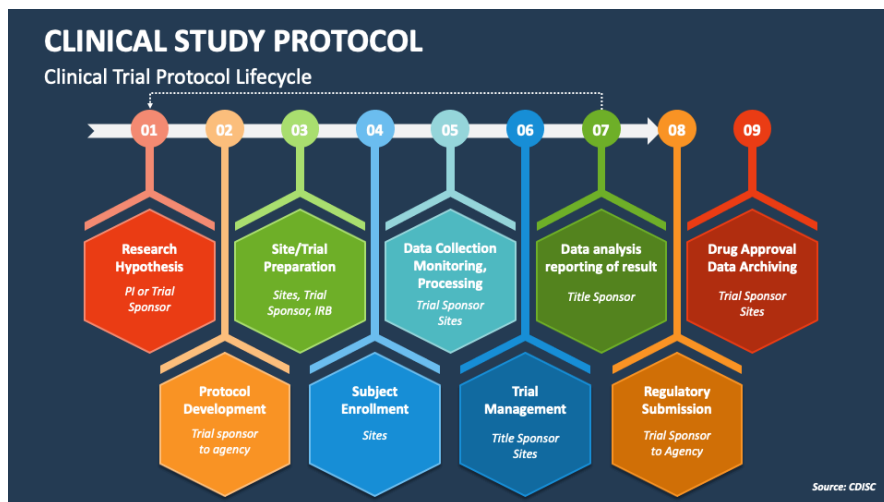 CLINICAL STUDY PROTOCOL
Clinical Trial Protocol Lifecycle
01
02
03
04
05
06
07
08
09
Research
Hypothesis
PI or Trial
Sponsor
Site/Trial
Preparation
Sites, Trial
Sponsor, IRB
Data Collection
Monitoring,
Processing
Trial Sponsor
Sites
Data analysis
reporting of result
Title Sponsor
Drug Approval
Data Archiving
Trial Sponsor
Sites
Protocol
Development
Trial sponsor
to agency
Subject
Enrollment
Sites
Trial
Management
Title Sponsor
Sites
Regulatory
Submission
Trial Sponsor
to Agency
Source: CDISC